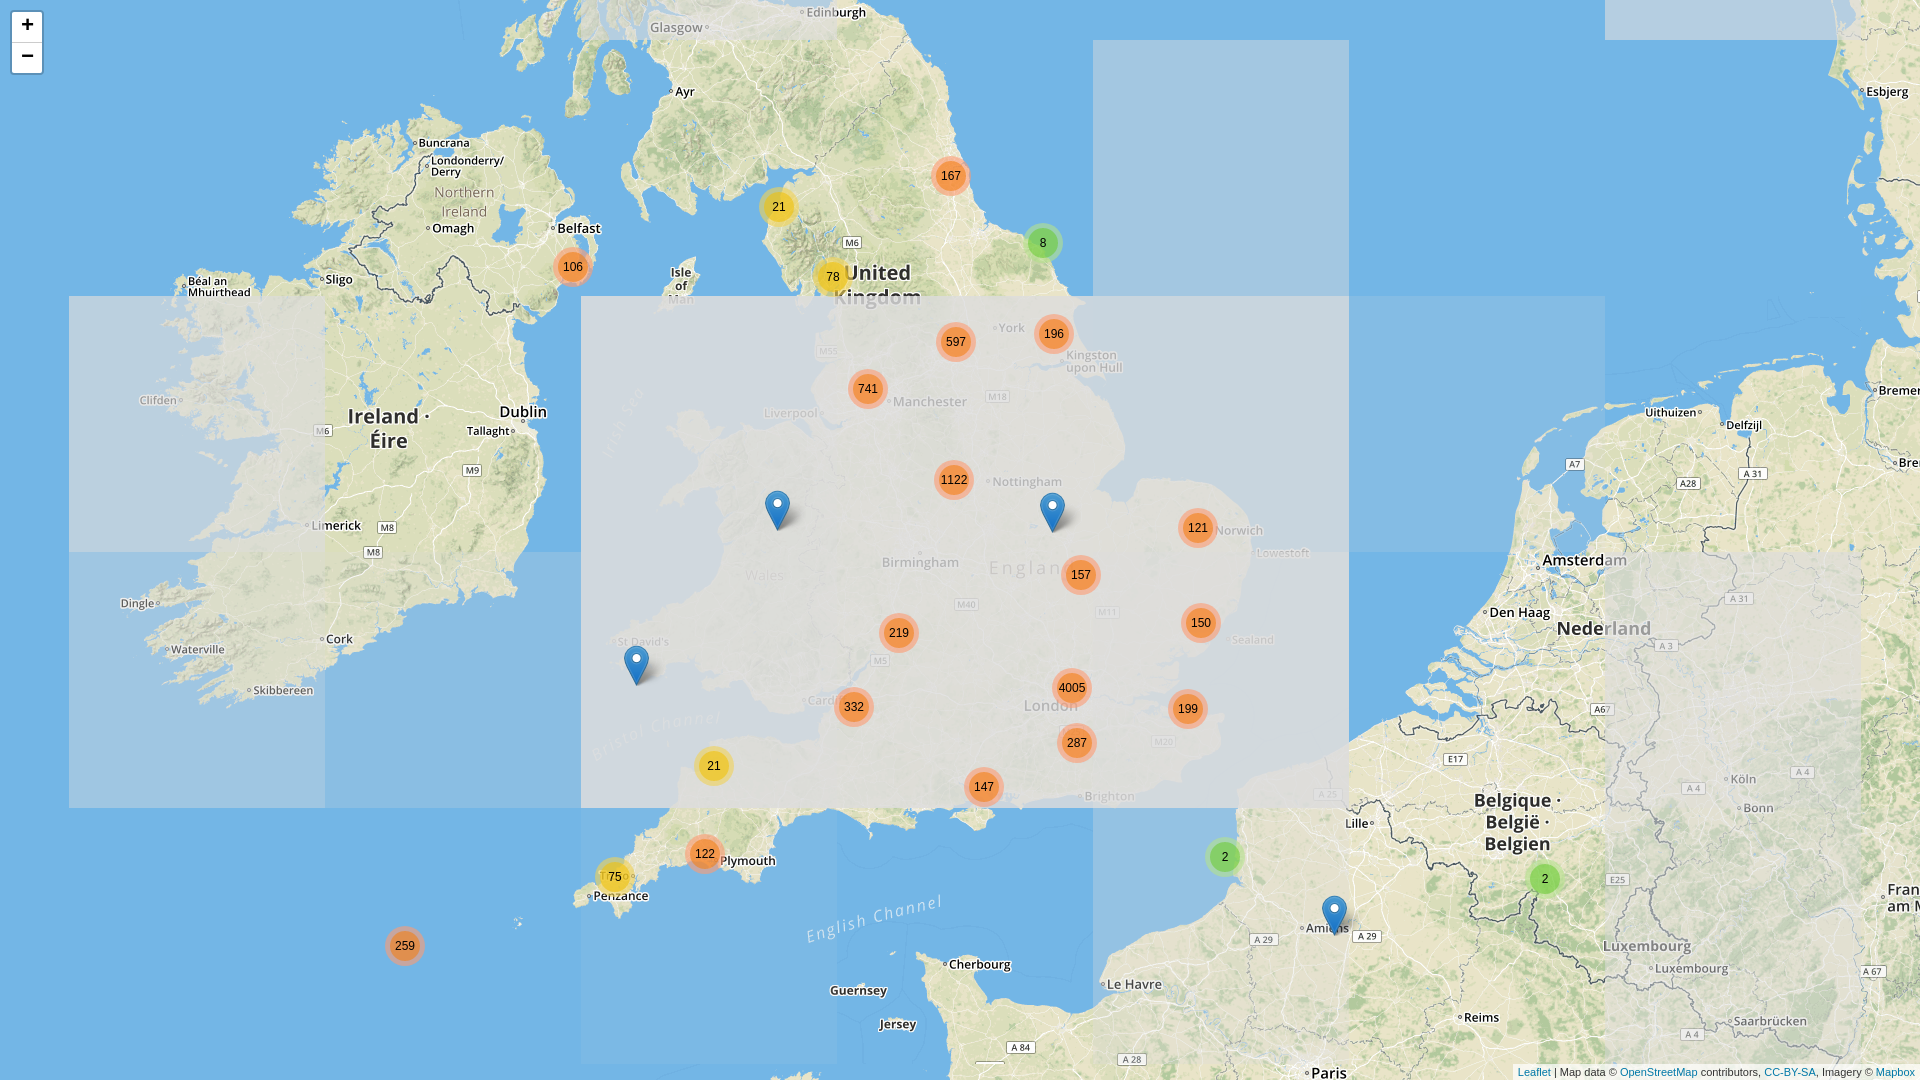 +
−
Edinburgh
Glasgow
Ayr
Esbjerg
Buncrana
Londonderry/
Derry
167
Northern
Ireland
21
Omagh
Belfast
M6
8
106
United
Kingdom
78
Isle
of
Man
Sligo
Béal an
Mhuirthead
York
196
597
M55
Kingston
upon Hull
741
Manchester
M18
Liverpool
Clifden
Ireland ·
Éire
Dublin
Tallaght
M6
M9
Uithuizen
Delfzijl
Bremer
Bre
A7
A 31
A28
1122
Nottingham
Limerick
M8
M8
121
Norwich
Lowestoft
Birmingham
Englan
157
Wales
Amsterdam
Dingle
M40
M11
A 31
Den Haag
Nederland
150
219
Cork
St David's
Sealand
Waterville
A 3
M5
Skibbereen
4005
Cardi
332
London
199
A67
Bristol Channel
287
M20
E17
21
Köln
A 4
A 4
147
Brighton
A 25
Bonn
Belgique ·
België ·
Belgien
Lille
122
Plymouth
2
75
Penzance
2
E25
Fran
am M
English Channel
Amiens
A 29
A 29
259
Luxembourg
Luxembourg
Cherbourg
A 67
Le Havre
Guernsey
Jersey
Reims
Saarbrücken
A 4
A 84
A 28
Paris
Leaflet | Map data © OpenStreetMap contributors, CC-BY-SA, Imagery © Mapbox